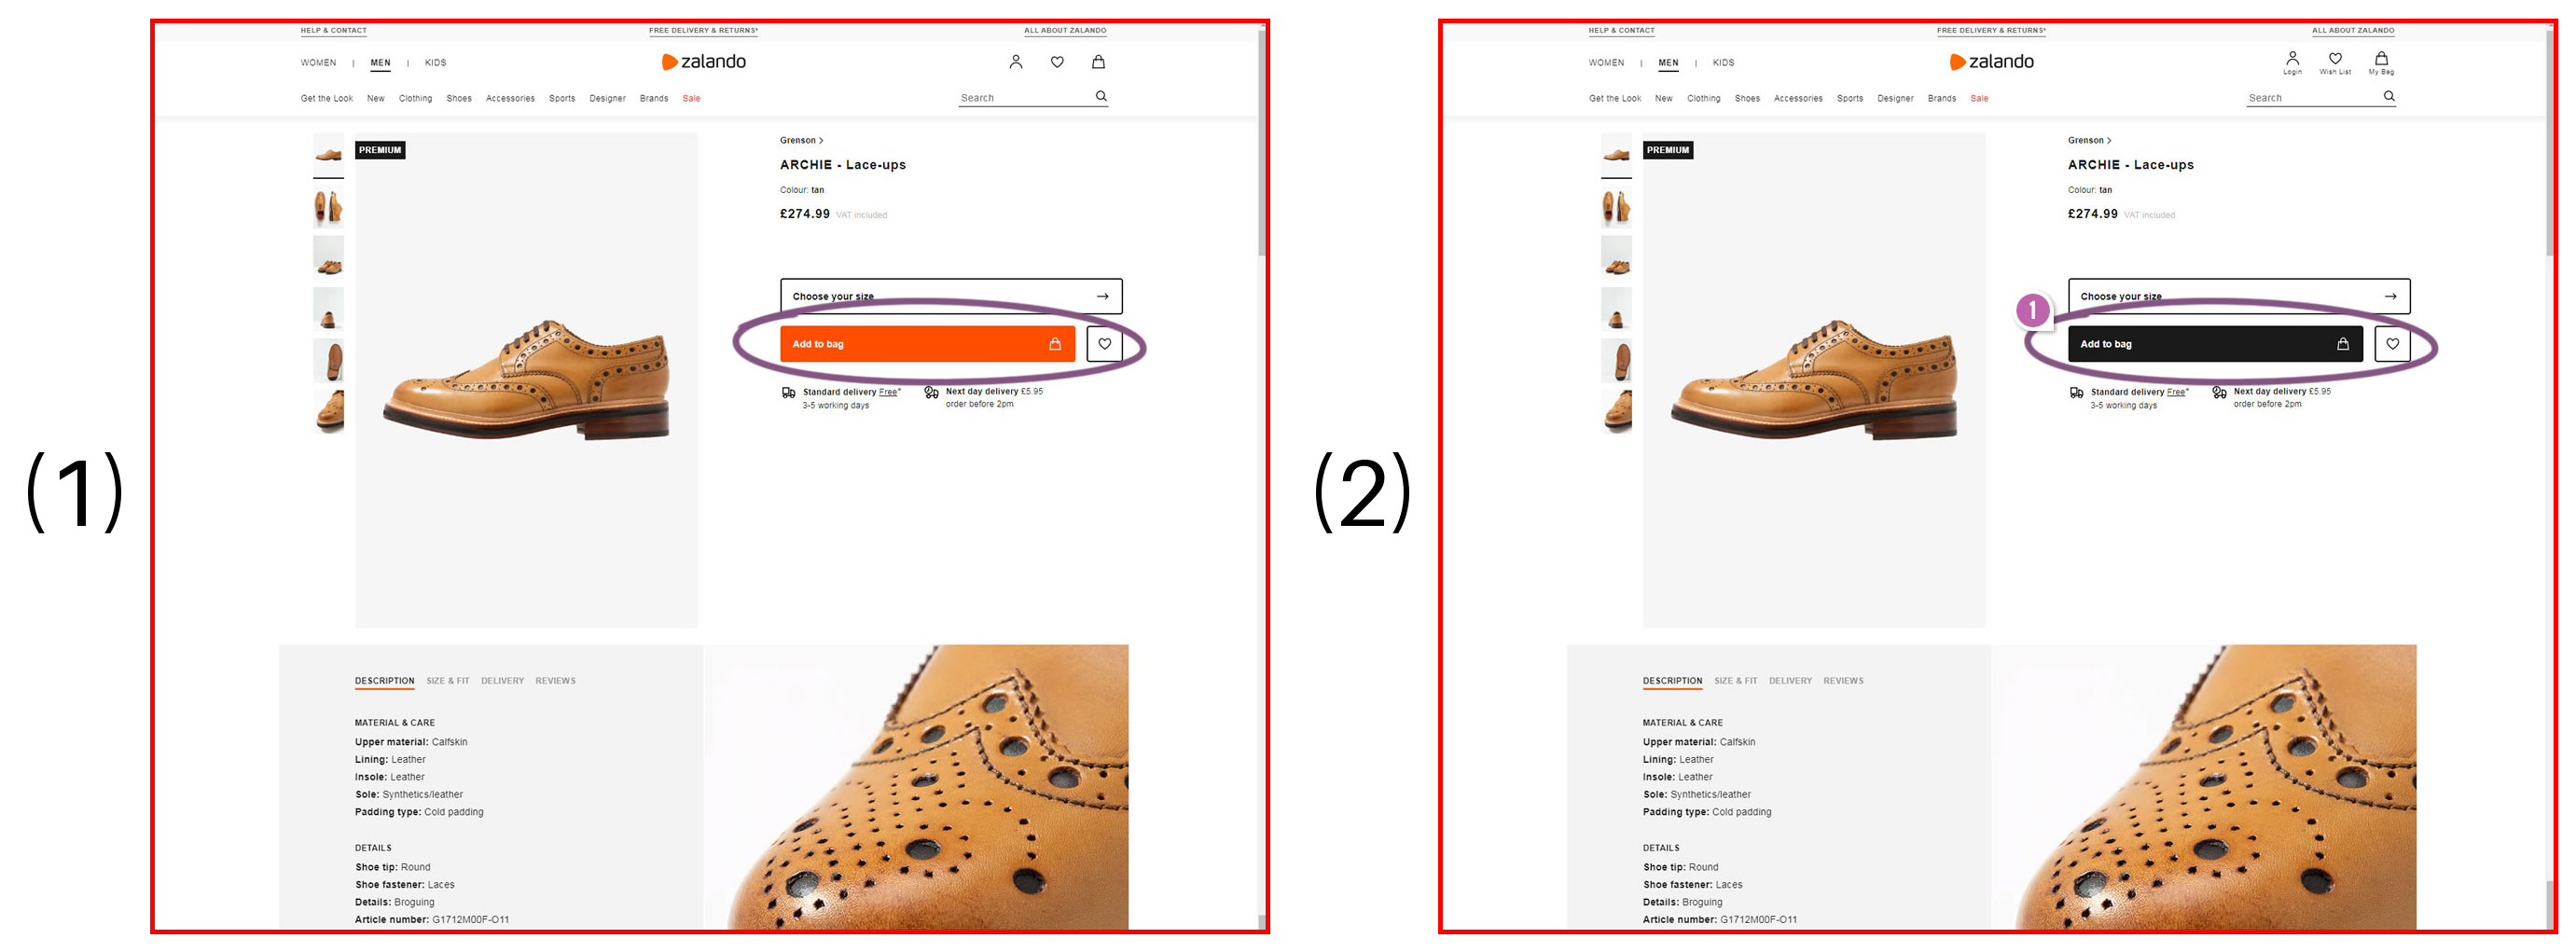 (1)
HELP & CONTACT FREE DELIVERY & RETURNS* ALL ABOUT ZALANDO
WOMEN | MEN | KIDS zalando
Get the Look New Clothing Shoes Accessories Sports Designer Brands Sale Search
PREMIUM
Grenson >
ARCHIE - Lace-ups
Colour: tan
£274.99 VAT included
Choose your size →
Add to bag
Standard delivery Free* Next day delivery £5.95
3-5 working days order before 2pm
DESCRIPTION SIZE & FIT DELIVERY REVIEWS
MATERIAL & CARE
Upper material: Calfskin
Lining: Leather
Insole: Leather
Sole: Synthetics/leather
Padding type: Cold padding
DETAILS
Shoe tip: Round
Shoe fastener: Laces
Details: Broguing
Article number: G1712M00F-O11
(2)
HELP & CONTACT FREE DELIVERY & RETURNS* ALL ABOUT ZALANDO
WOMEN | MEN | KIDS zalando Login Wish List My Bag
Get the Look New Clothing Shoes Accessories Sports Designer Brands Sale Search
PREMIUM
Grenson >
ARCHIE - Lace-ups
Colour: tan
£274.99 VAT included
Choose your size →
1
Add to bag
Standard delivery Free* Next day delivery £5.95
3-5 working days order before 2pm
DESCRIPTION SIZE & FIT DELIVERY REVIEWS
MATERIAL & CARE
Upper material: Calfskin
Lining: Leather
Insole: Leather
Sole: Synthetics/leather
Padding type: Cold padding
DETAILS
Shoe tip: Round
Shoe fastener: Laces
Details: Broguing
Article number: G1712M00F-O11